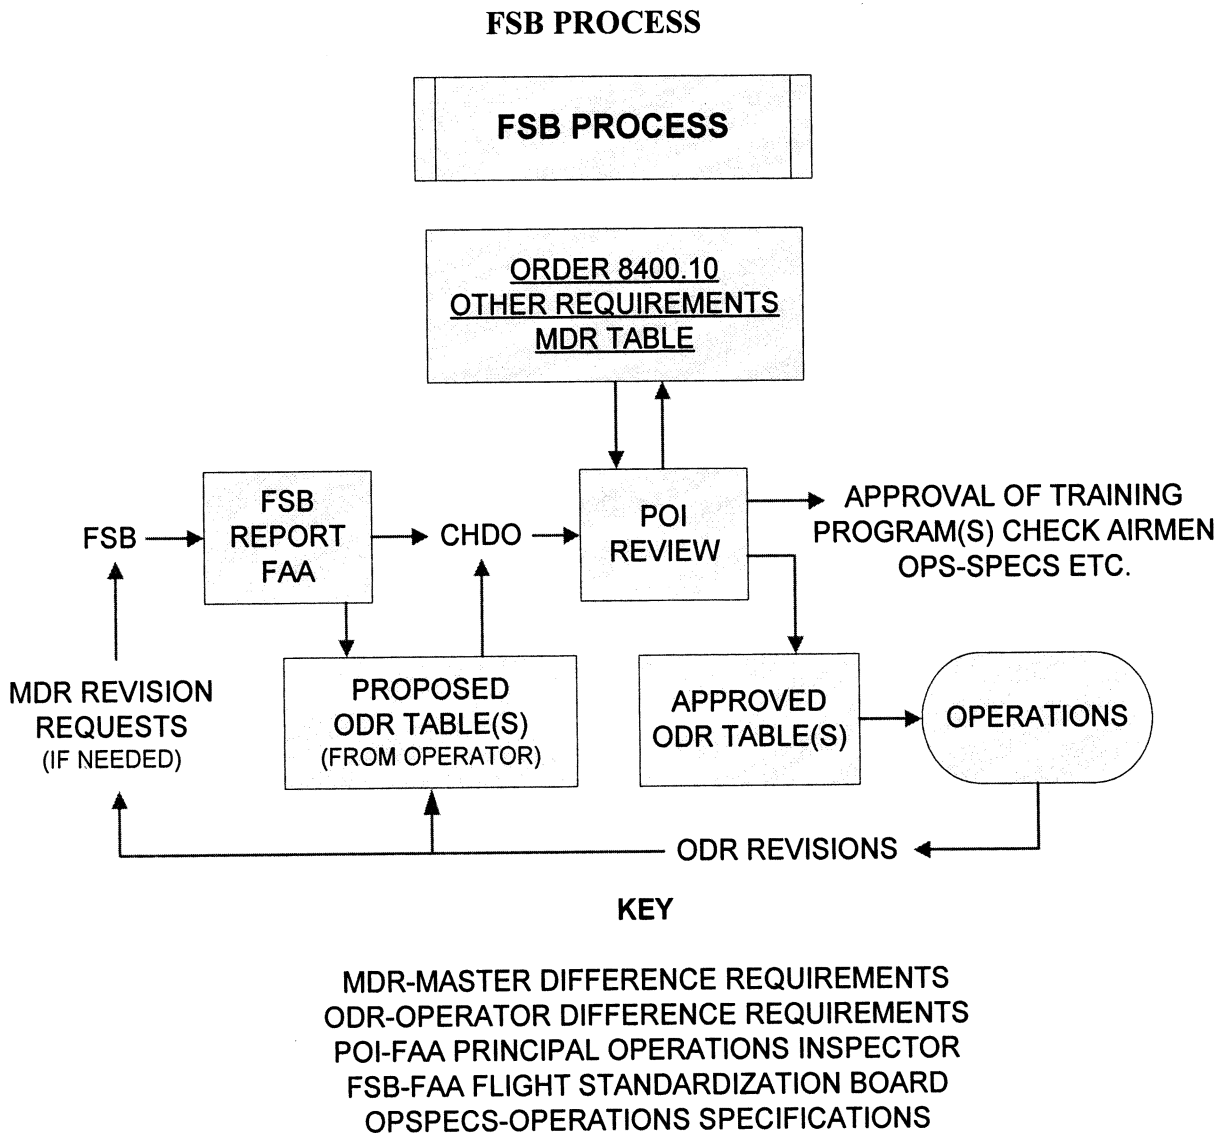 FSB PROCESS
FSB PROCESS
ORDER 8400.10
OTHER REQUIREMENTS
MDR TABLE
FSB
FSB
REPORT
FAA
CHDO
POI
REVIEW
APPROVAL OF TRAINING
PROGRAM(S) CHECK AIRMEN
OPS-SPECS ETC.
MDR REVISION
REQUESTS
(IF NEEDED)
PROPOSED
ODR TABLE(S)
(FROM OPERATOR)
APPROVED
ODR TABLE(S)
OPERATIONS
ODR REVISIONS
KEY
MDR-MASTER DIFFERENCE REQUIREMENTS
ODR-OPERATOR DIFFERENCE REQUIREMENTS
POI-FAA PRINCIPAL OPERATIONS INSPECTOR
FSB-FAA FLIGHT STANDARDIZATION BOARD
OPSPECS-OPERATIONS SPECIFICATIONS